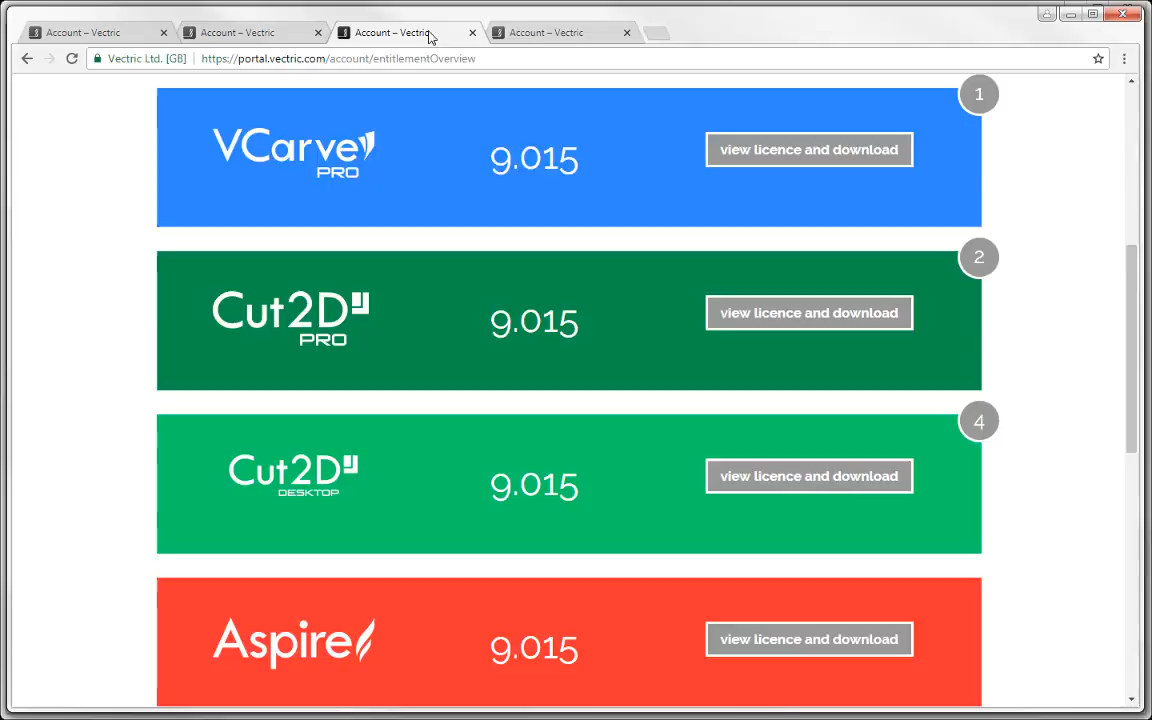 Account – Vectric
Account – Vectric
Account – Vectric
Account – Vectric
Vectric Ltd. [GB]
https://portal.vectric.com/account/entitlementOverview
1
VCarve
PRO
9.015
view licence and download
2
Cut2D
PRO
9.015
view licence and download
4
Cut2D
DESKTOP
9.015
view licence and download
Aspire
9.015
view licence and download